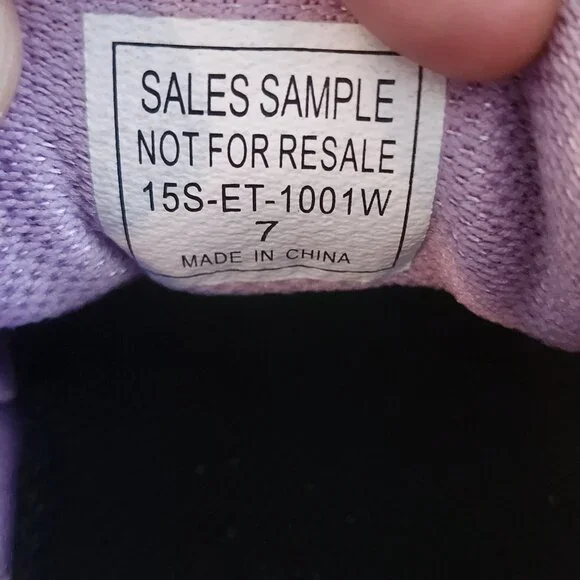 SALES SAMPLE
NOT FOR RESALE
15S-ET-1001W
7
MADE IN CHINA